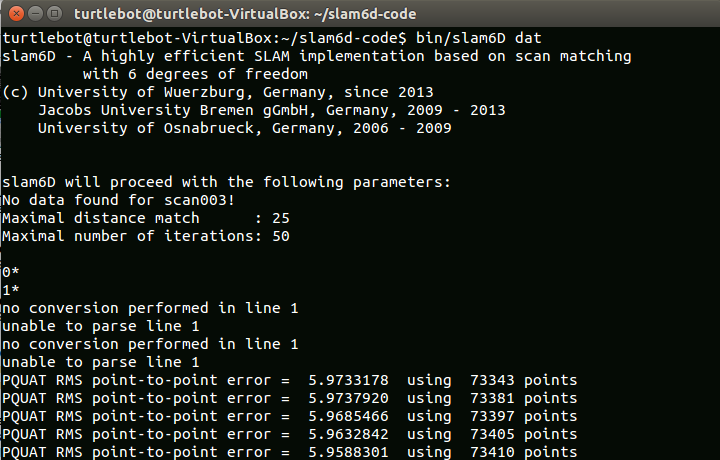 turtlebot@turtlebot-VirtualBox: ~/slam6d-code
turtlebot@turtlebot-VirtualBox:~/slam6d-code$ bin/slam6D dat
slam6D - A highly efficient SLAM implementation based on scan matching
         with 6 degrees of freedom
(c) University of Wuerzburg, Germany, since 2013
    Jacobs University Bremen gGmbH, Germany, 2009 - 2013
    University of Osnabrueck, Germany, 2006 - 2009
slam6D will proceed with the following parameters:
No data found for scan003!
Maximal distance match      : 25
Maximal number of iterations: 50
0*
1*
no conversion performed in line 1
unable to parse line 1
no conversion performed in line 1
unable to parse line 1
PQUAT RMS point-to-point error =  5.9733178  using  73343 points
PQUAT RMS point-to-point error =  5.9737920  using  73381 points
PQUAT RMS point-to-point error =  5.9685466  using  73397 points
PQUAT RMS point-to-point error =  5.9632842  using  73405 points
PQUAT RMS point-to-point error =  5.9588301  using  73410 points